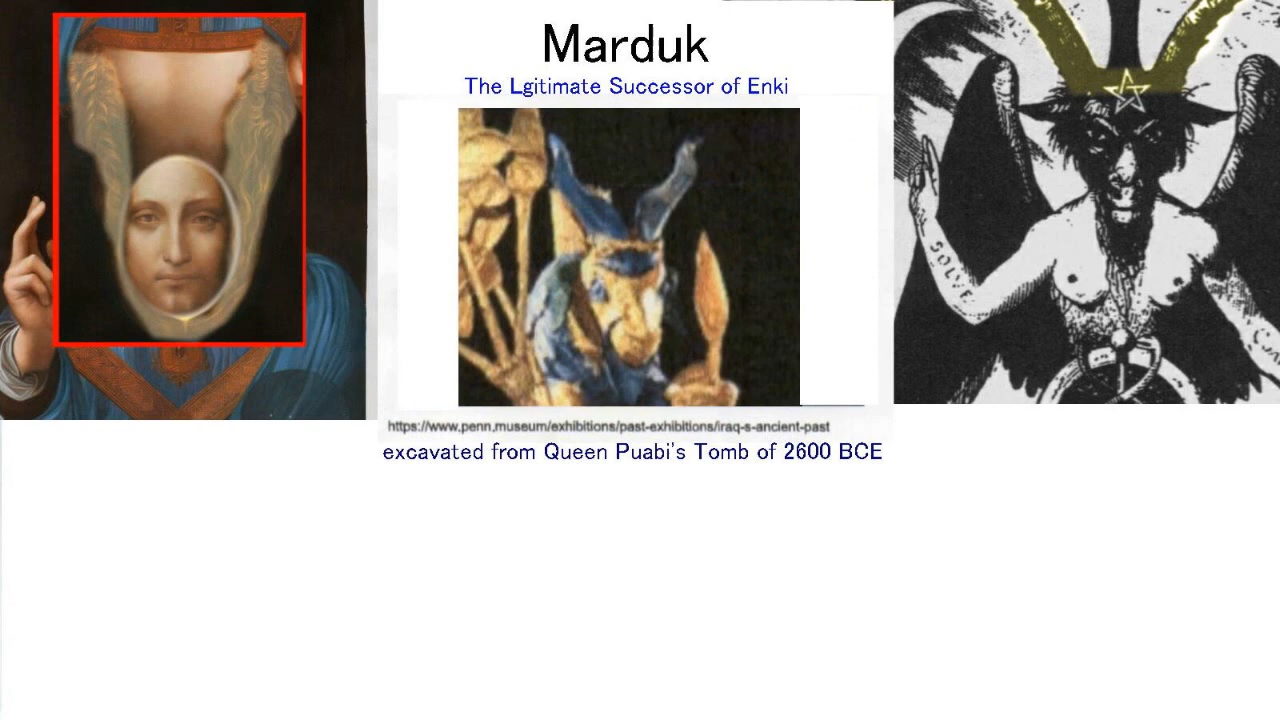 Marduk
The Lgitimate Successor of Enki
SOLVE
https://www.penn.museum/exhibitions/past-exhibitions/iraq-s-ancient-past
excavated from Queen Puabi's Tomb of 2600 BCE